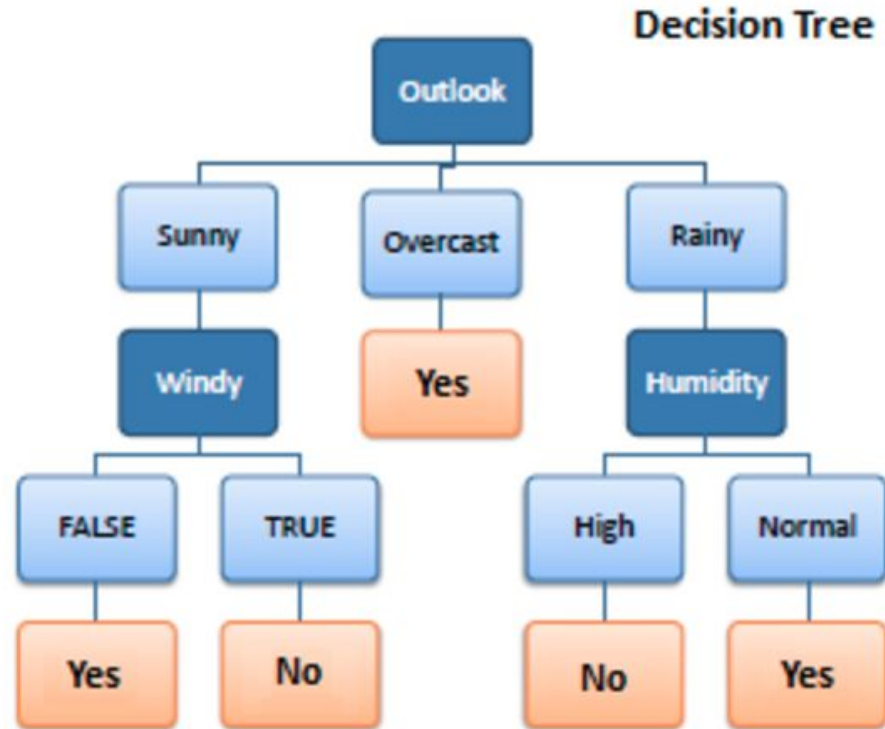 Decision Tree
Outlook
Sunny
Overcast
Rainy
Windy
Yes
Humidity
FALSE
TRUE
High
Normal
Yes
No
No
Yes